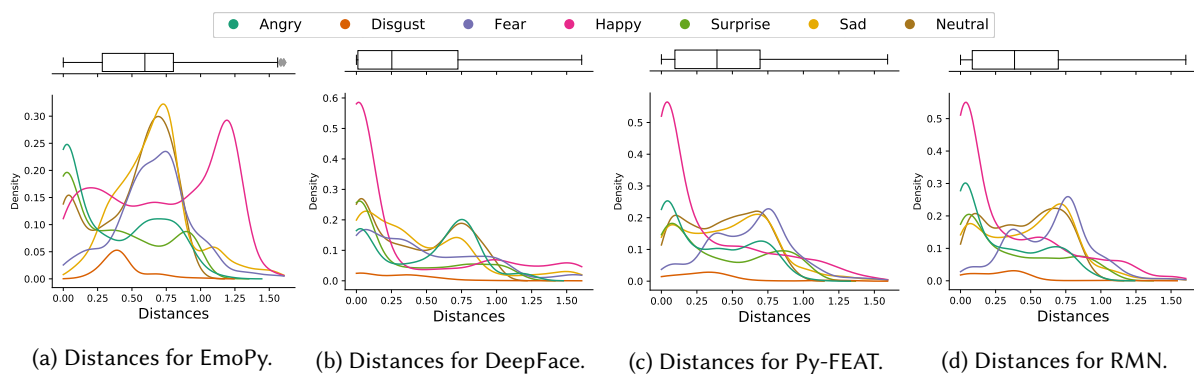 Angry Disgust Fear Happy Surprise Sad Neutral
Density
0.30
0.25
0.20
0.15
0.10
0.05
0.00
0.00 0.25 0.50 0.75 1.00 1.25 1.50
Distances
(a) Distances for EmoPy.
Density
0.6
0.5
0.4
0.3
0.2
0.1
0.0
0.00 0.25 0.50 0.75 1.00 1.25 1.50
Distances
(b) Distances for DeepFace.
Density
0.5
0.4
0.3
0.2
0.1
0.0
0.00 0.25 0.50 0.75 1.00 1.25 1.50
Distances
(c) Distances for Py-FEAT.
Density
0.5
0.4
0.3
0.2
0.1
0.0
0.00 0.25 0.50 0.75 1.00 1.25 1.50
Distances
(d) Distances for RMN.